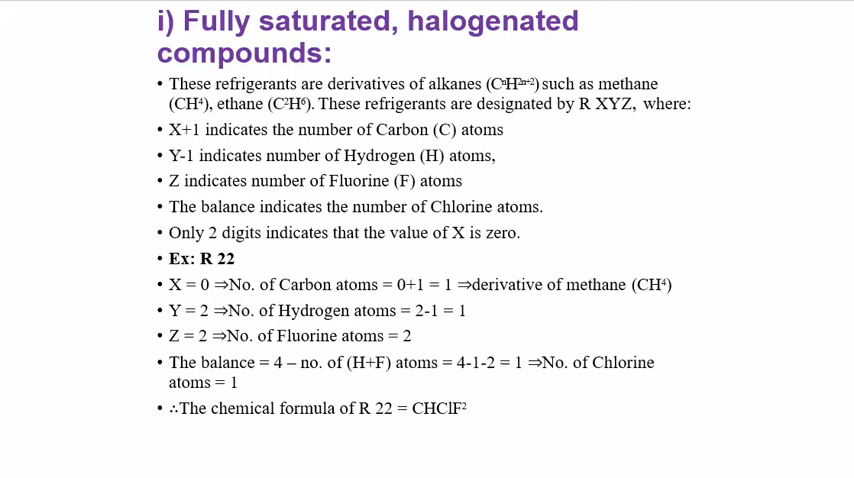 i) Fully saturated, halogenated
compounds:
• These refrigerants are derivatives of alkanes (CⁿH²ⁿ⁺²) such as methane
(CH⁴), ethane (C²H⁶). These refrigerants are designated by R XYZ, where:
• X+1 indicates the number of Carbon (C) atoms
• Y-1 indicates number of Hydrogen (H) atoms,
• Z indicates number of Fluorine (F) atoms
• The balance indicates the number of Chlorine atoms.
• Only 2 digits indicates that the value of X is zero.
• Ex: R 22
• X = 0 ⇒No. of Carbon atoms = 0+1 = 1 ⇒derivative of methane (CH⁴)
• Y = 2 ⇒No. of Hydrogen atoms = 2-1 = 1
• Z = 2 ⇒No. of Fluorine atoms = 2
• The balance = 4 – no. of (H+F) atoms = 4-1-2 = 1 ⇒No. of Chlorine
atoms = 1
• ∴The chemical formula of R 22 = CHClF²